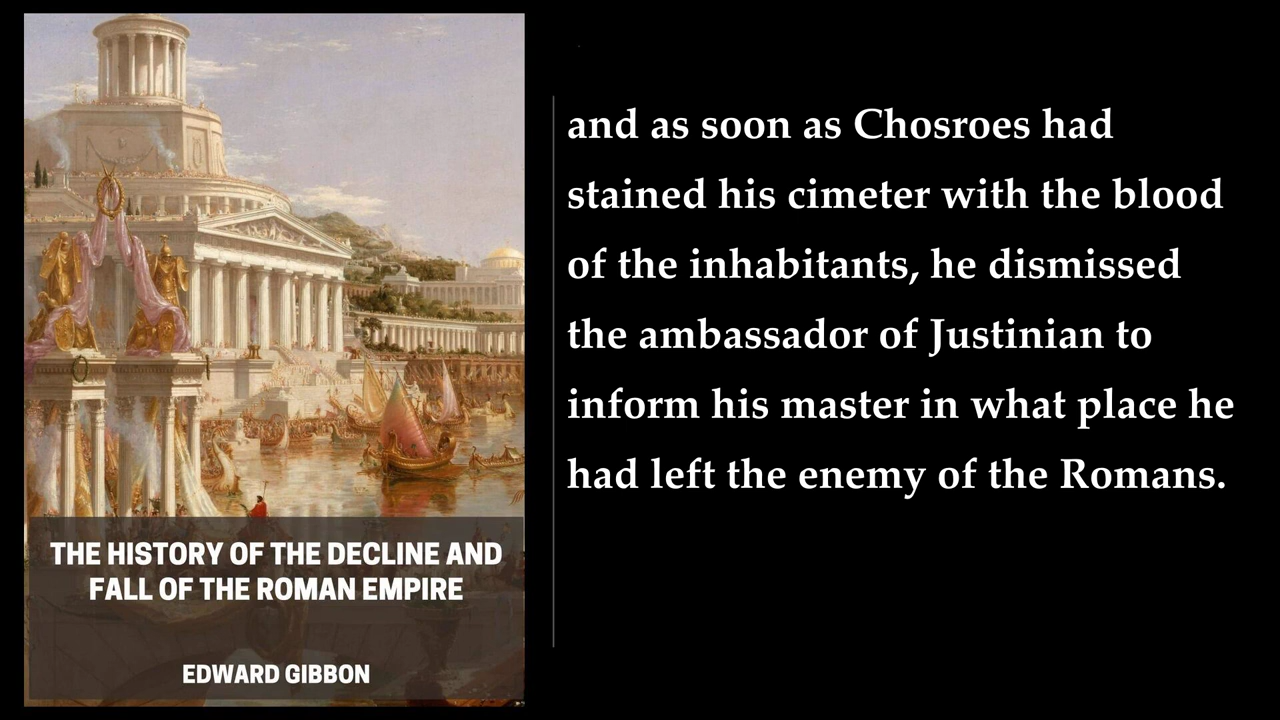 THE HISTORY OF THE DECLINE AND
FALL OF THE ROMAN EMPIRE
EDWARD GIBBON
and as soon as Chosroes had
stained his cimeter with the blood
of the inhabitants, he dismissed
the ambassador of Justinian to
inform his master in what place he
had left the enemy of the Romans.